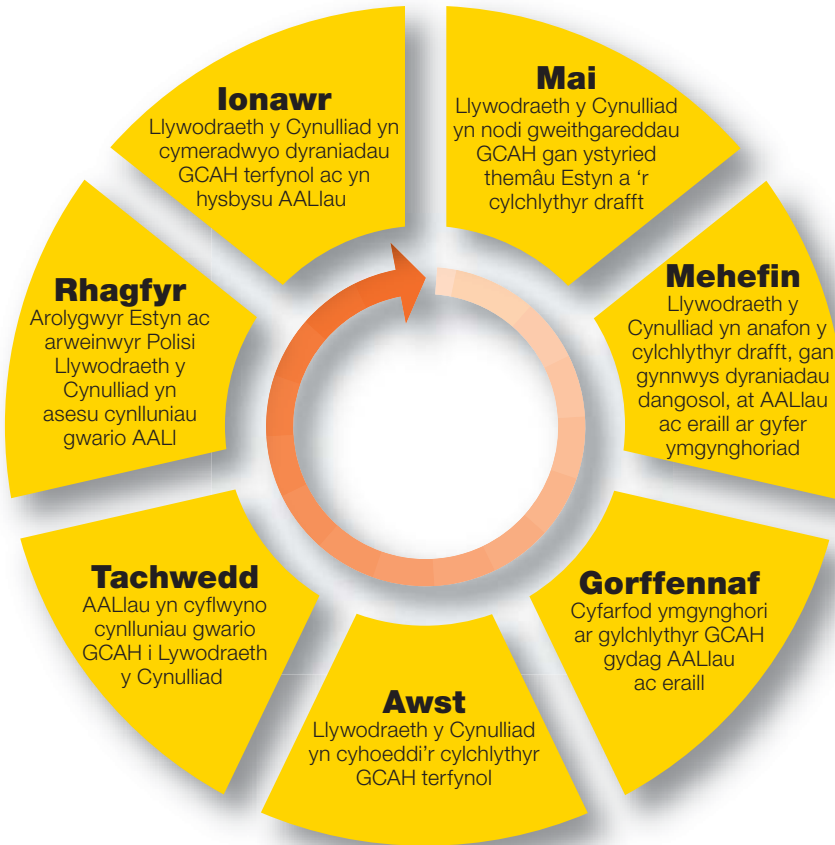 Mai
Llywodraeth y Cynulliad
yn nodi gweithgareddau
GCAH gan ystyried
themâu Estyn a ‘r
cylchlythyr drafft
Mehefin
Llywodraeth y
Cynulliad yn anafon y
cylchlythyr drafft, gan
gynnwys dyraniadau
dangosol, at AALlau
ac eraill ar gyfer
ymgynghoriad
Gorffennaf
Cyfarfod ymgynghori
ar gylchlythyr GCAH
gydag AALlau
ac eraill
Awst
Llywodraeth y Cynulliad
yn cyhoeddi’r cylchlythyr
GCAH terfynol
Tachwedd
AALlau yn cyflwyno
cynlluniau gwario
GCAH i Lywodraeth
y Cynulliad
Rhagfyr
Arolygwyr Estyn ac
arweinwyr Polisi
Llywodraeth y
Cynulliad yn
asesu cynlluniau
gwario AALl
Ionawr
Llywodraeth y Cynulliad yn
cymeradwyo dyraniadau
GCAH terfynol ac yn
hysbysu AALlau